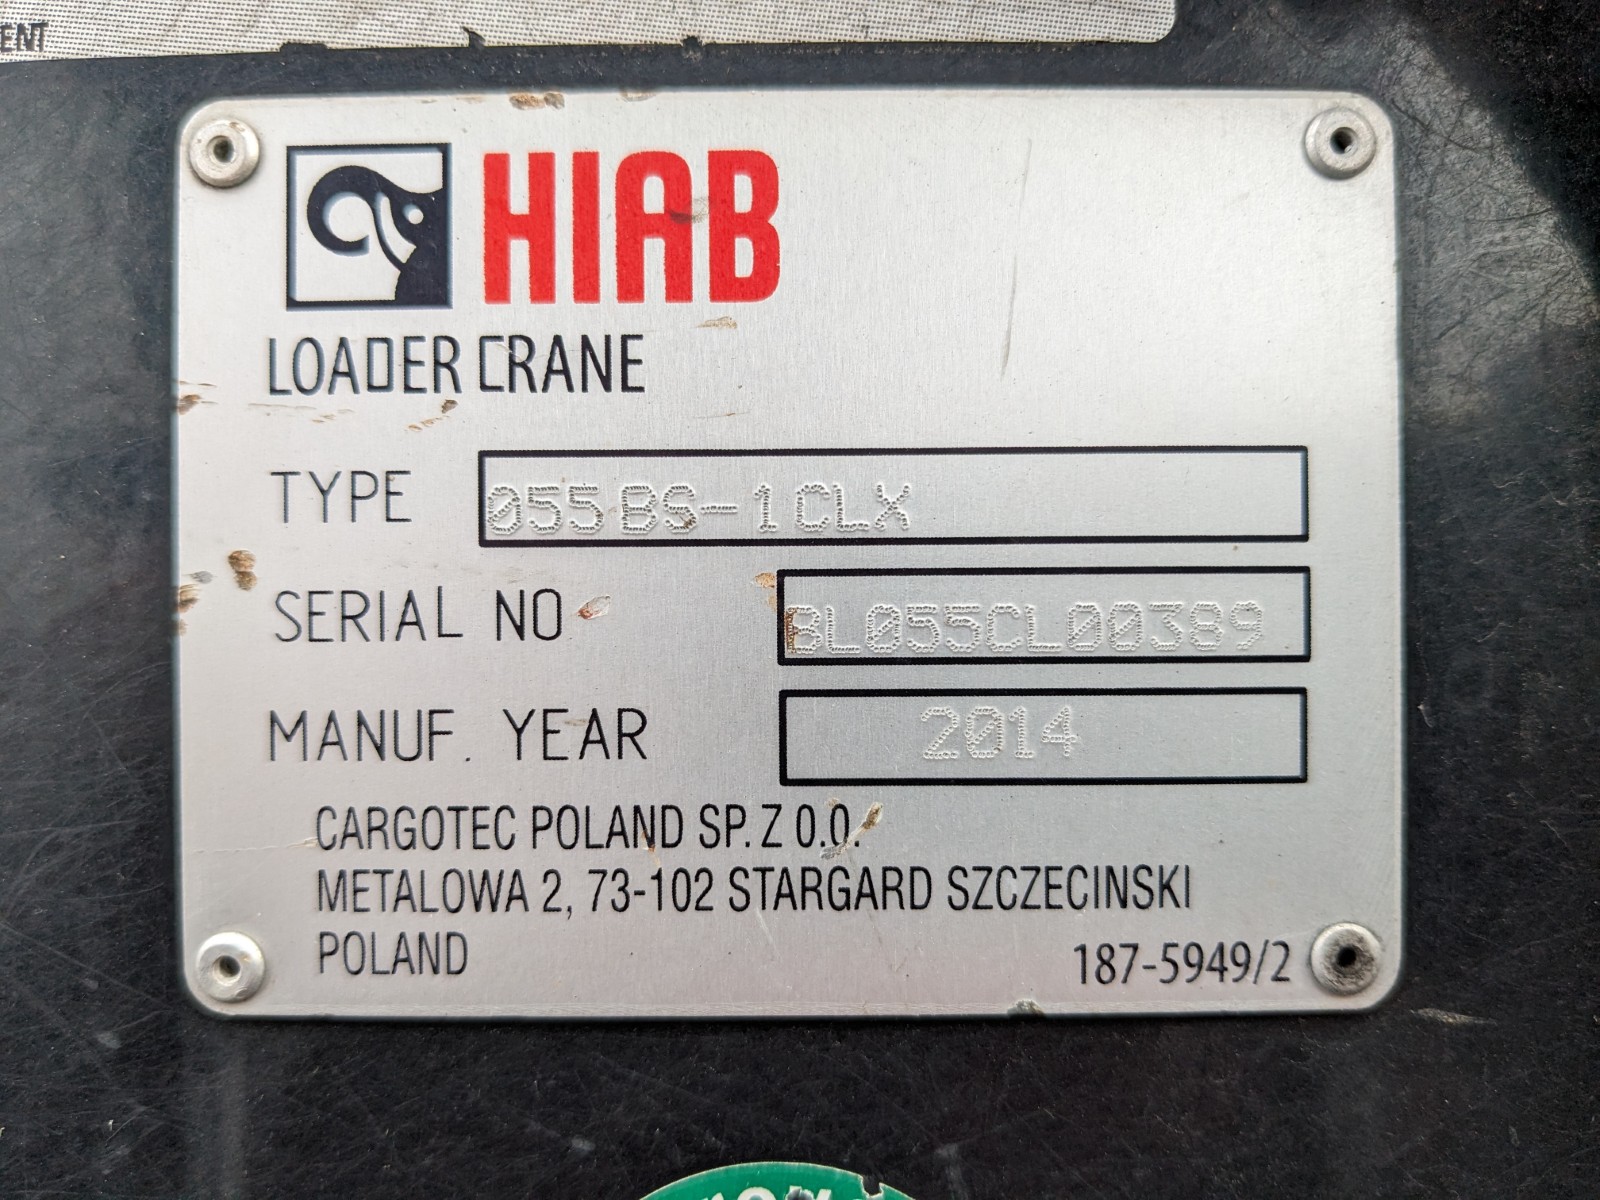 ENT
HIAB
LOADER CRANE
TYPE 055BS-1CLX
SERIAL NO BL055CL00389
MANUF. YEAR 2014
CARGOTEC POLAND SP. Z O.O.
METALOWA 2, 73-102 STARGARD SZCZECINSKI
POLAND
187-5949/2